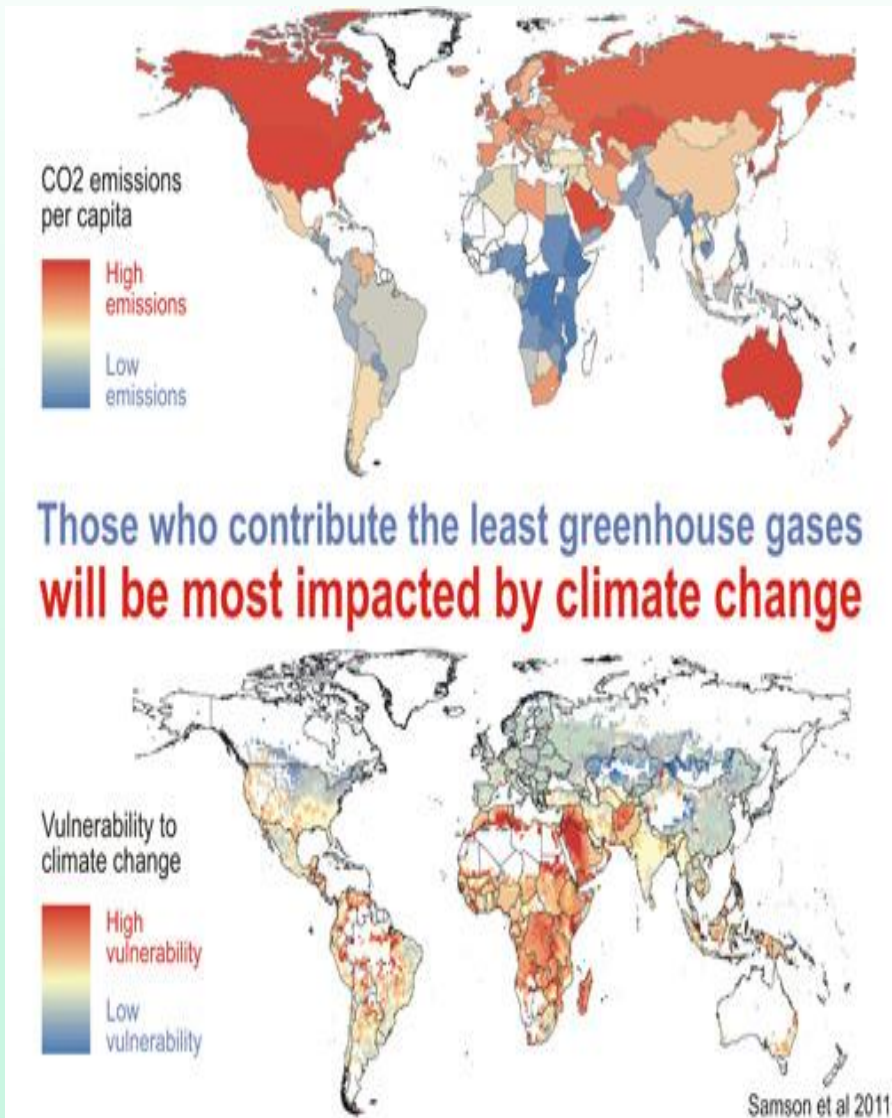 CO2 emissions
per capita
High
emissions
Low
emissions
Those who contribute the least greenhouse gases
will be most impacted by climate change
Vulnerability to
climate change
High
vulnerability
Low
vulnerability
Samson et al 2011